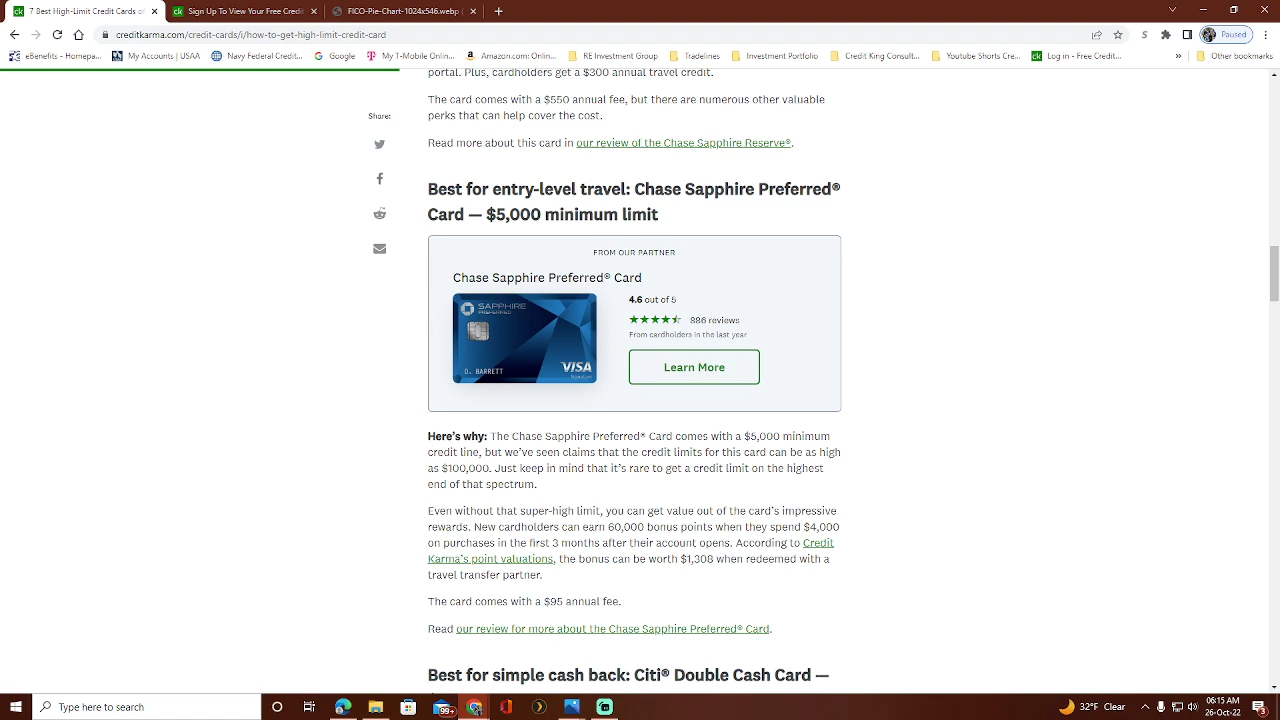 7 Best High-Limit Credit Cards of
Sign Up To View Your Free Credit
FICO-Pie-Chart-1024x546.webp (
creditkarma.com/credit-cards/i/how-to-get-high-limit-credit-card
Paused
eBenefits - Homepa...
My Accounts | USAA
Navy Federal Credit...
Google
My T-Mobile Onlin...
Amazon.com: Onlin...
RE Investment Group
Tradelines
Investment Portfolio
Credit King Consult...
Youtube Shorts Cre...
Log in - Free Credit...
»
Other bookmarks
portal. Plus, cardholders get a $300 annual travel credit.
The card comes with a $550 annual fee, but there are numerous other valuable
perks that can help cover the cost.
Share:
Read more about this card in our review of the Chase Sapphire Reserve®.
Best for entry-level travel: Chase Sapphire Preferred®
Card — $5,000 minimum limit
FROM OUR PARTNER
Chase Sapphire Preferred® Card
SAPPHIRE
PREFERRED
D. BARRETT
VISA
Signature
4.6 out of 5
886 reviews
From cardholders in the last year
Learn More
Here's why: The Chase Sapphire Preferred® Card comes with a $5,000 minimum
credit line, but we've seen claims that the credit limits for this card can be as high
as $100,000. Just keep in mind that it's rare to get a credit limit on the highest
end of that spectrum.
Even without that super-high limit, you can get value out of the card's impressive
rewards. New cardholders can earn 60,000 bonus points when they spend $4,000
on purchases in the first 3 months after their account opens. According to Credit
Karma's point valuations, the bonus can be worth $1,308 when redeemed with a
travel transfer partner.
The card comes with a $95 annual fee.
Read our review for more about the Chase Sapphire Preferred® Card.
Best for simple cash back: Citi® Double Cash Card —
Type here to search
99+
32°F Clear
06:15 AM
26-Oct-22